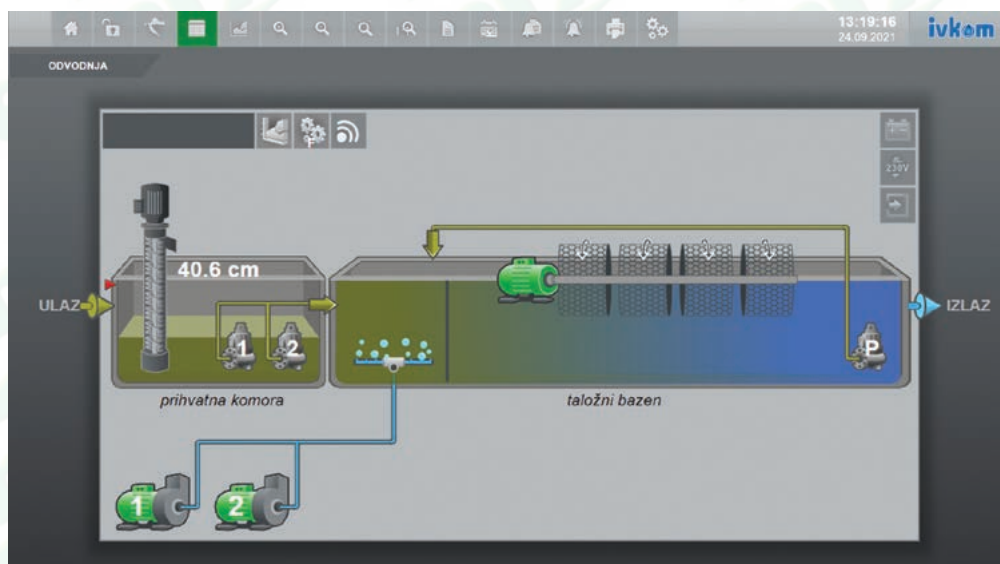 13:19:16
24.09.2021
ivkom
ODVODNJA
F
230V
40.6 cm
ULAZ
IZLAZ
1
2
P
prihvatna komora
taložni bazen
1
2